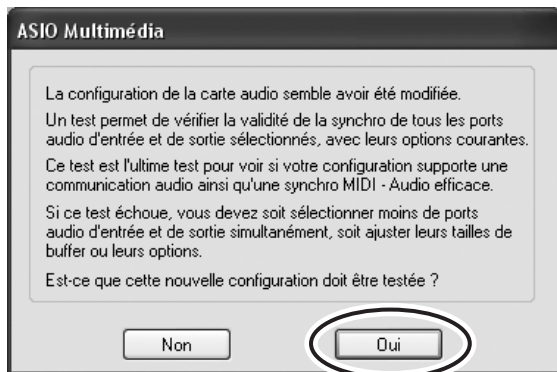 ASIO Multimédia
La configuration de la carte audio semble avoir été modifiée.
Un test permet de vérifier la validité de la synchro de tous les ports
audio d'entrée et de sortie sélectionnés, avec leurs options courantes.
Ce test est l'ultime test pour voir si votre configuration supporte une
communication audio ainsi qu'une synchro MIDI - Audio efficace.
Si ce test échoue, vous devez soit sélectionner moins de ports
audio d'entrée et de sortie simultanément, soit ajuster leurs tailles de
buffer ou leurs options.
Est-ce que cette nouvelle configuration doit être testée ?
Non
Oui